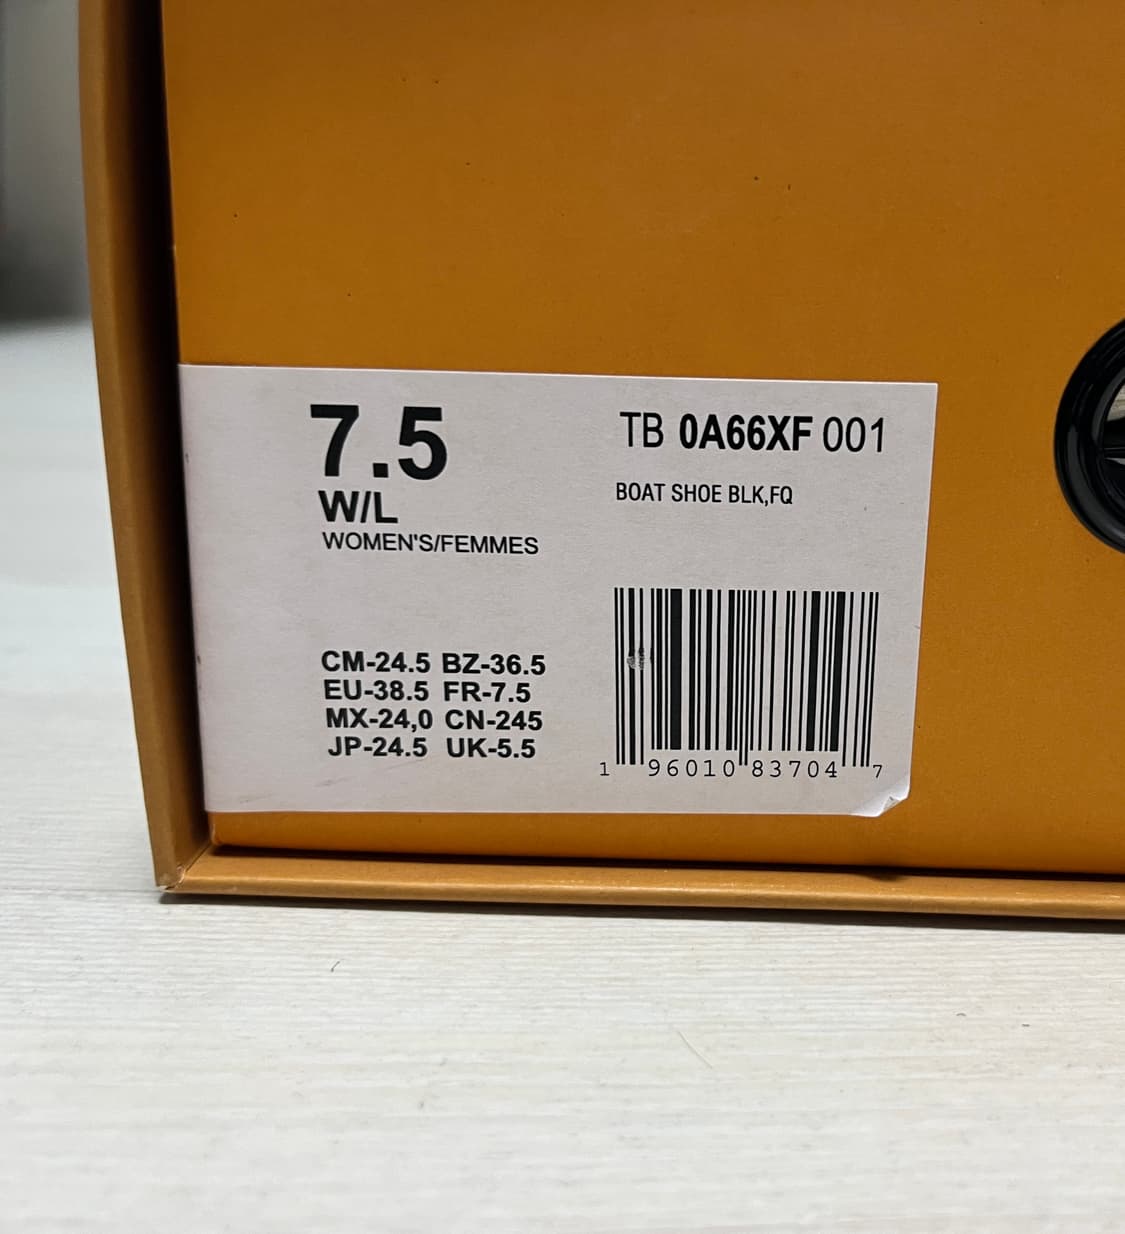 7.5
W/L
WOMEN'S/FEMMES
TB 0A66XF 001
BOAT SHOE BLK,FQ
CM-24.5 BZ-36.5
EU-38.5 FR-7.5
MX-24,0 CN-245
JP-24.5 UK-5.5
1 96010 83704 7